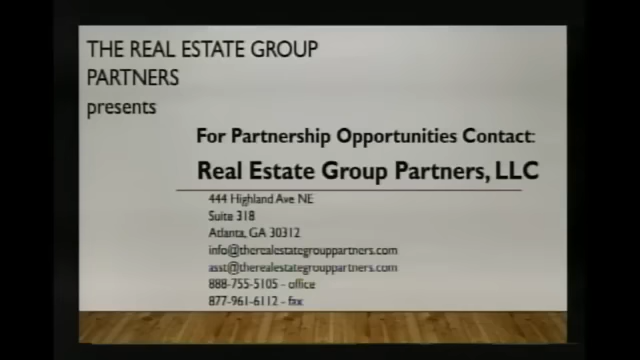 THE REAL ESTATE GROUP
PARTNERS
presents
For Partnership Opportunities Contact:
Real Estate Group Partners, LLC
444 Highland Ave NE
Suite 318
Atlanta, GA 30312
info@therealestategrouppartners.com
asst@therealestategrouppartners.com
888-755-5105 - office
877-961-6112 - fax